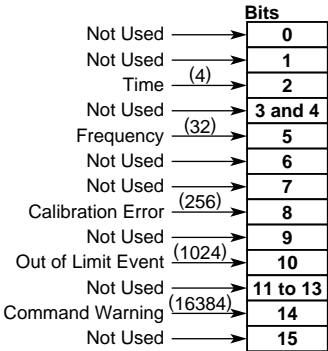 Bits
Not Used 0
Not Used 1
Time (4) 2
Not Used 3 and 4
Frequency (32) 5
Not Used 6
Not Used 7
Calibration Error (256) 8
Not Used 9
Out of Limit Event (1024) 10
Not Used 11 to 13
Command Warning (16384) 14
Not Used 15